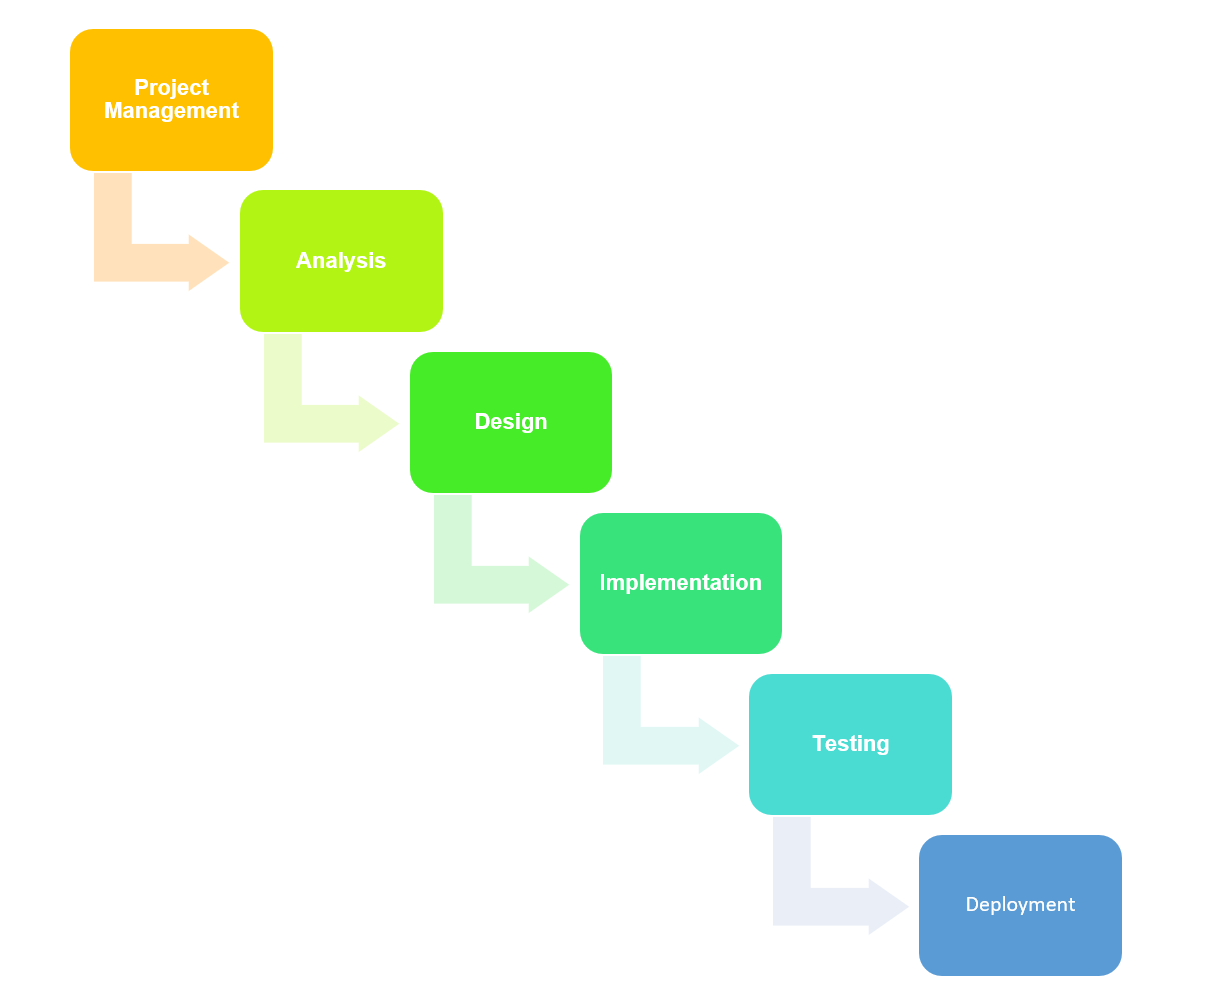 Project
Management
Analysis
Design
Implementation
Testing
Deployment